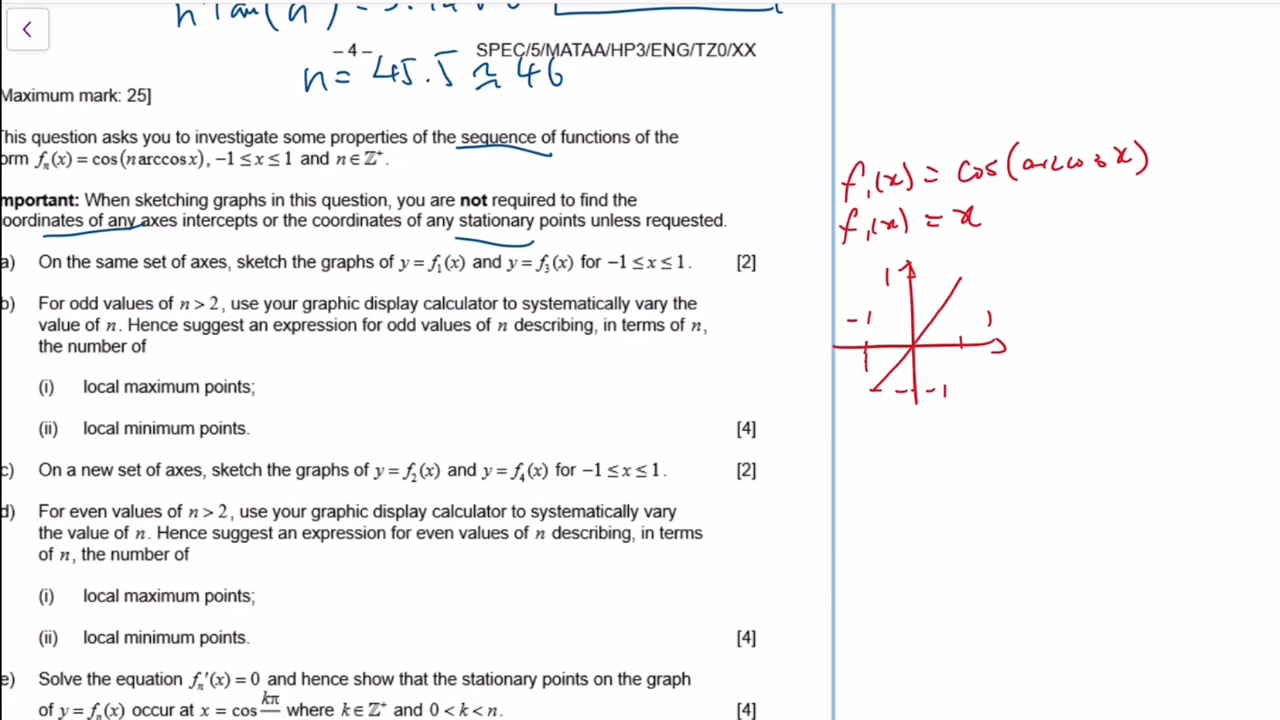 n tan(n) = 3.14
– 4 –
SPEC/5/MATAA/HP3/ENG/TZ0/XX
n = 45.5 ≈ 46
Maximum mark: 25]
This question asks you to investigate some properties of the sequence of functions of the
orm fₙ(x) = cos(n arccos x), −1 ≤ x ≤ 1 and n ∈ ℤ⁺.
mportant: When sketching graphs in this question, you are not required to find the
oordinates of any axes intercepts or the coordinates of any stationary points unless requested.
a) On the same set of axes, sketch the graphs of y = f₁(x) and y = f₃(x) for −1 ≤ x ≤ 1. [2]
b) For odd values of n > 2, use your graphic display calculator to systematically vary the
value of n. Hence suggest an expression for odd values of n describing, in terms of n,
the number of
(i) local maximum points;
(ii) local minimum points. [4]
c) On a new set of axes, sketch the graphs of y = f₂(x) and y = f₄(x) for −1 ≤ x ≤ 1. [2]
d) For even values of n > 2, use your graphic display calculator to systematically vary
the value of n. Hence suggest an expression for even values of n describing, in terms
of n, the number of
(i) local maximum points;
(ii) local minimum points. [4]
e) Solve the equation fₙ′(x) = 0 and hence show that the stationary points on the graph
of y = fₙ(x) occur at x = cos kπ where k ∈ ℤ⁺ and 0 < k < n. [4]
f₁(x) = cos(arccos x)
f₁(x) = x
1
-1 1
-1